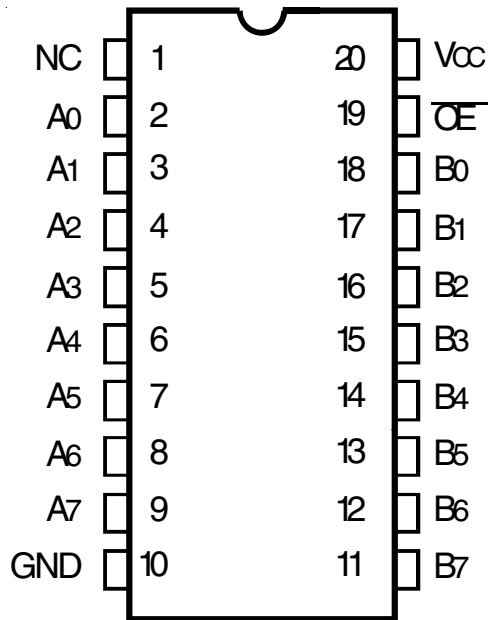 NC 1 20 VCC
A0 2 19 OE
A1 3 18 B0
A2 4 17 B1
A3 5 16 B2
A4 6 15 B3
A5 7 14 B4
A6 8 13 B5
A7 9 12 B6
GND 10 11 B7